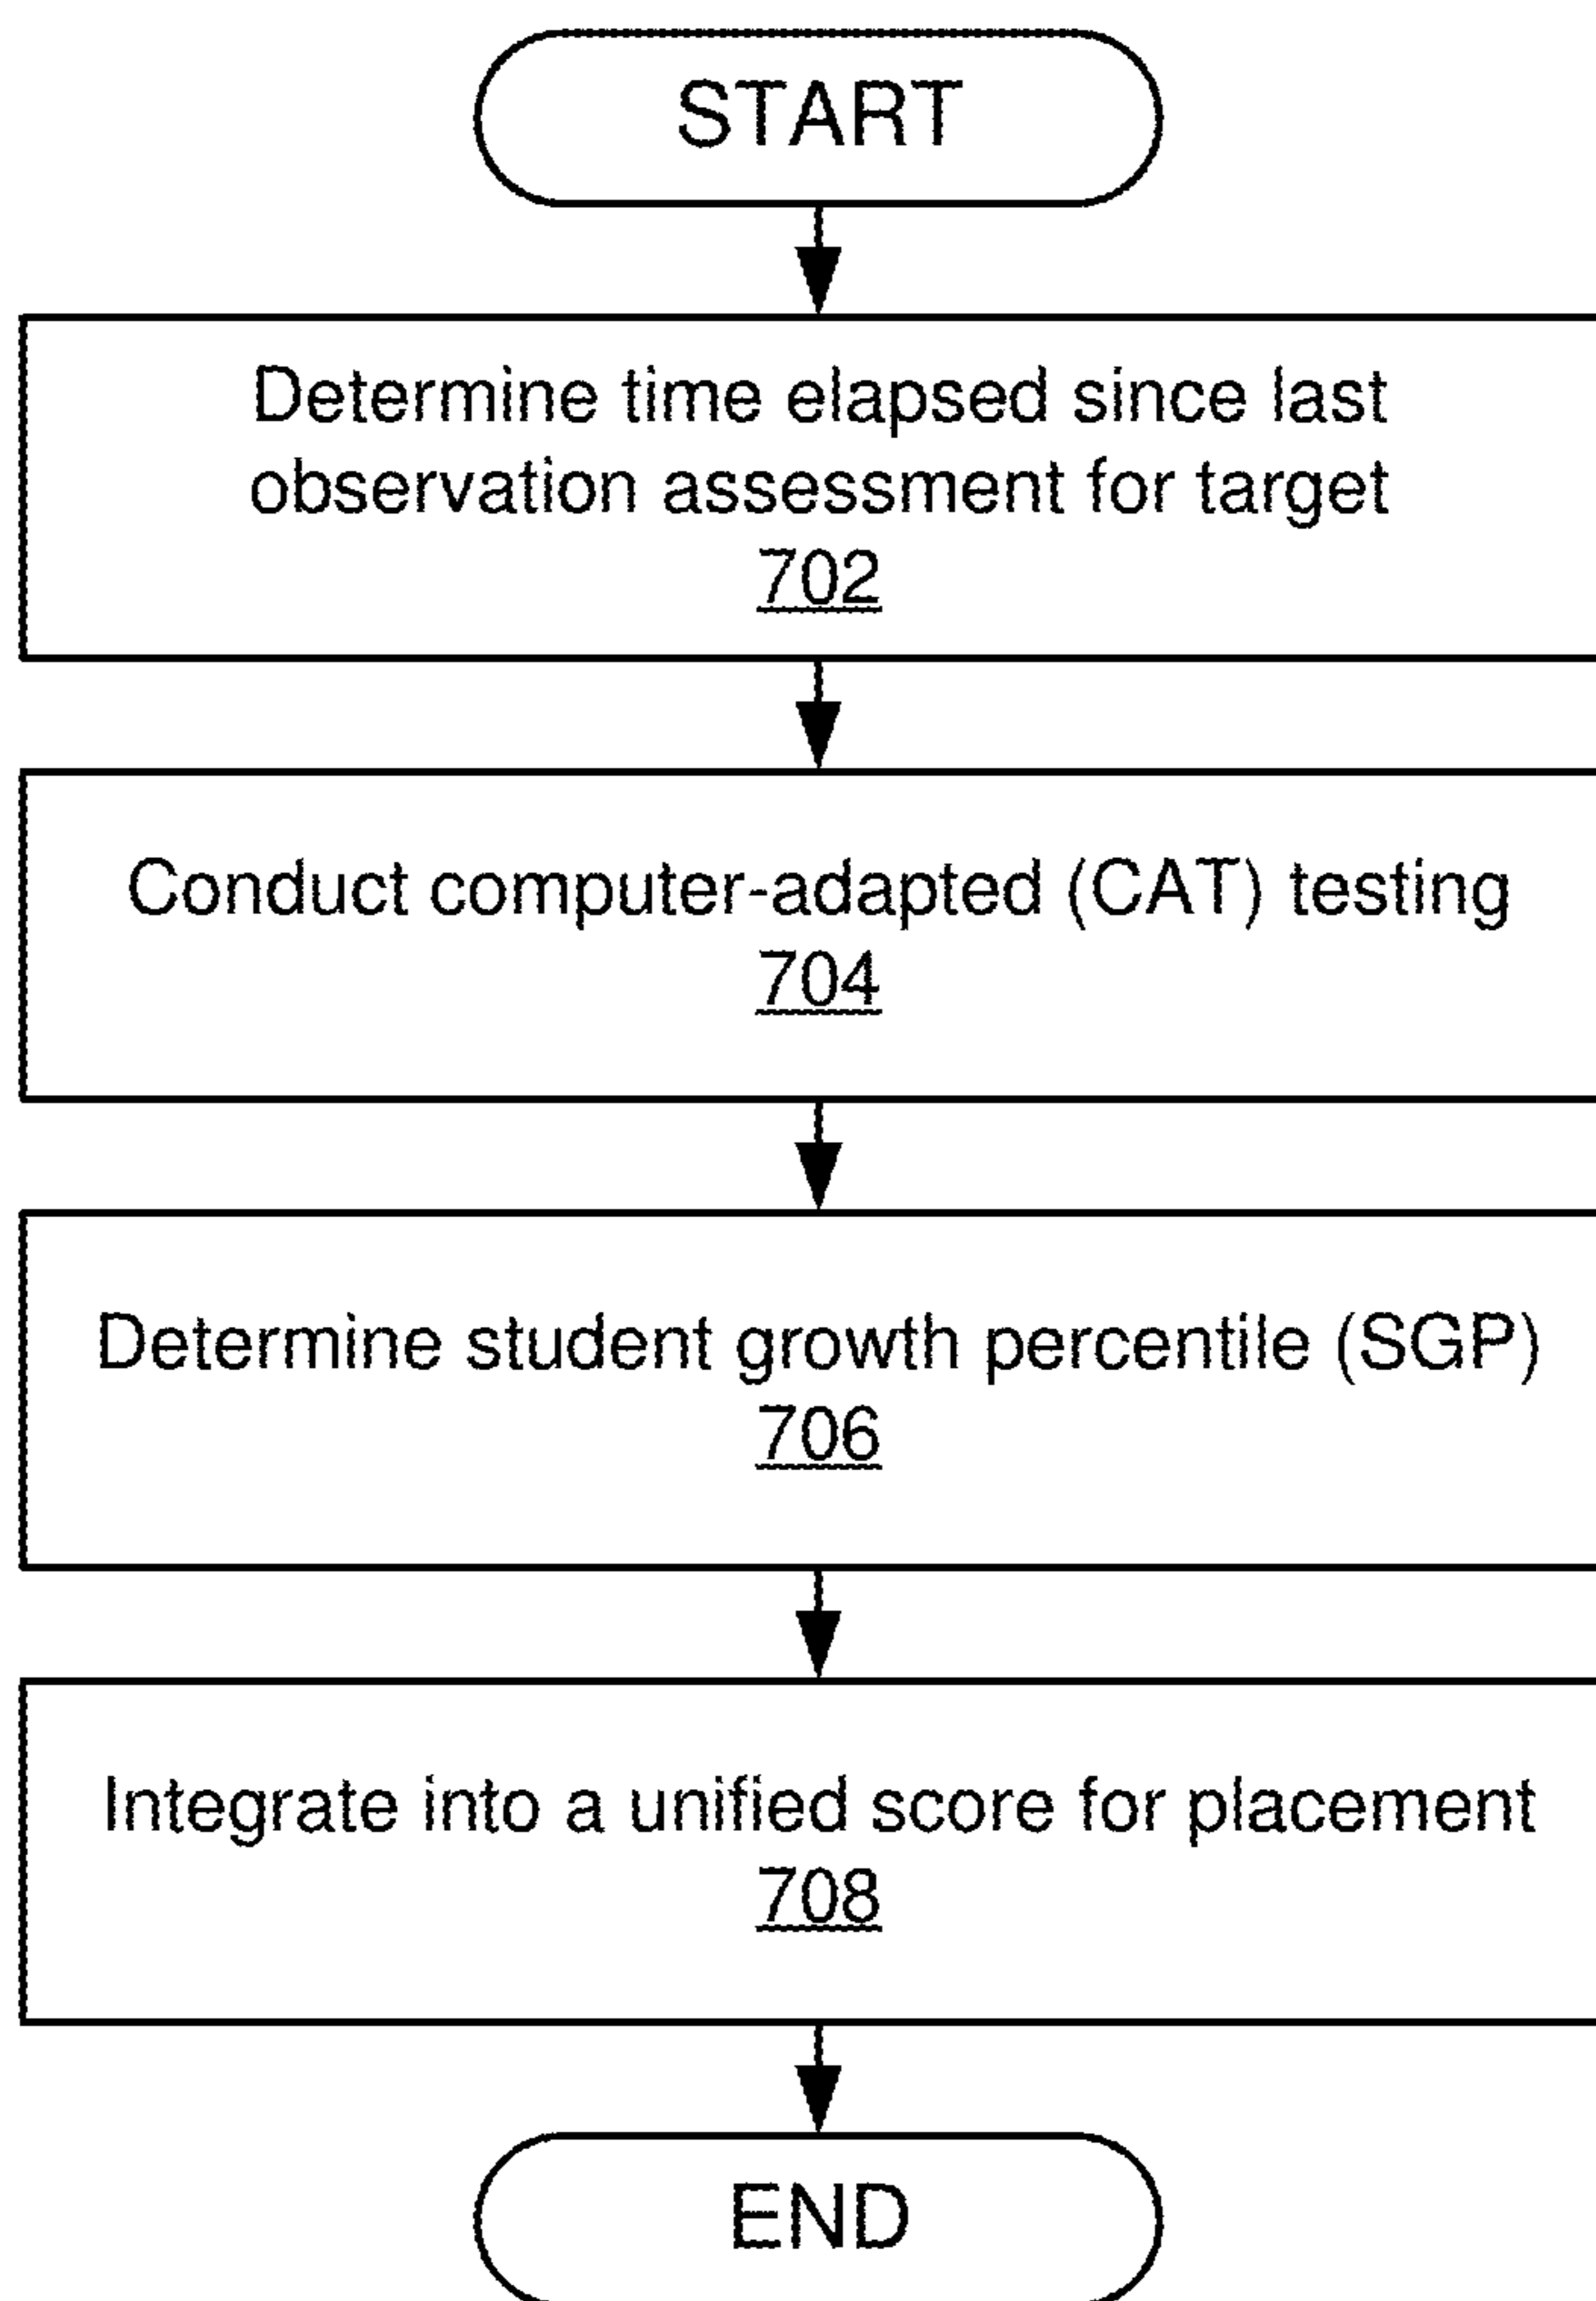 START
Determine time elapsed since last
observation assessment for target
702
Conduct computer-adapted (CAT) testing
704
Determine student growth percentile (SGP)
706
Integrate into a unified score for placement
708
END